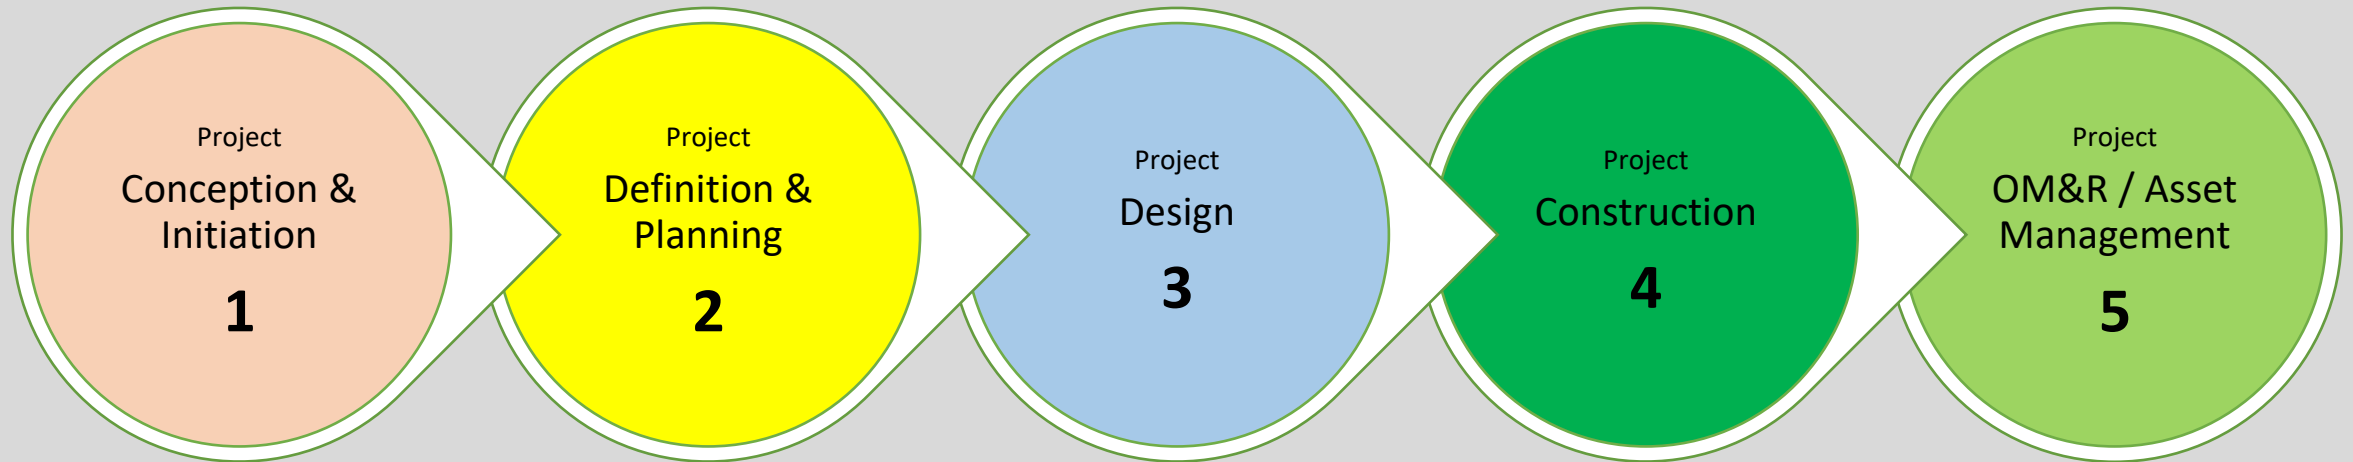 Project
Conception &
Initiation
1
Project
Definition &
Planning
2
Project
Design
3
Project
Construction
4
Project
OM&R / Asset
Management
5